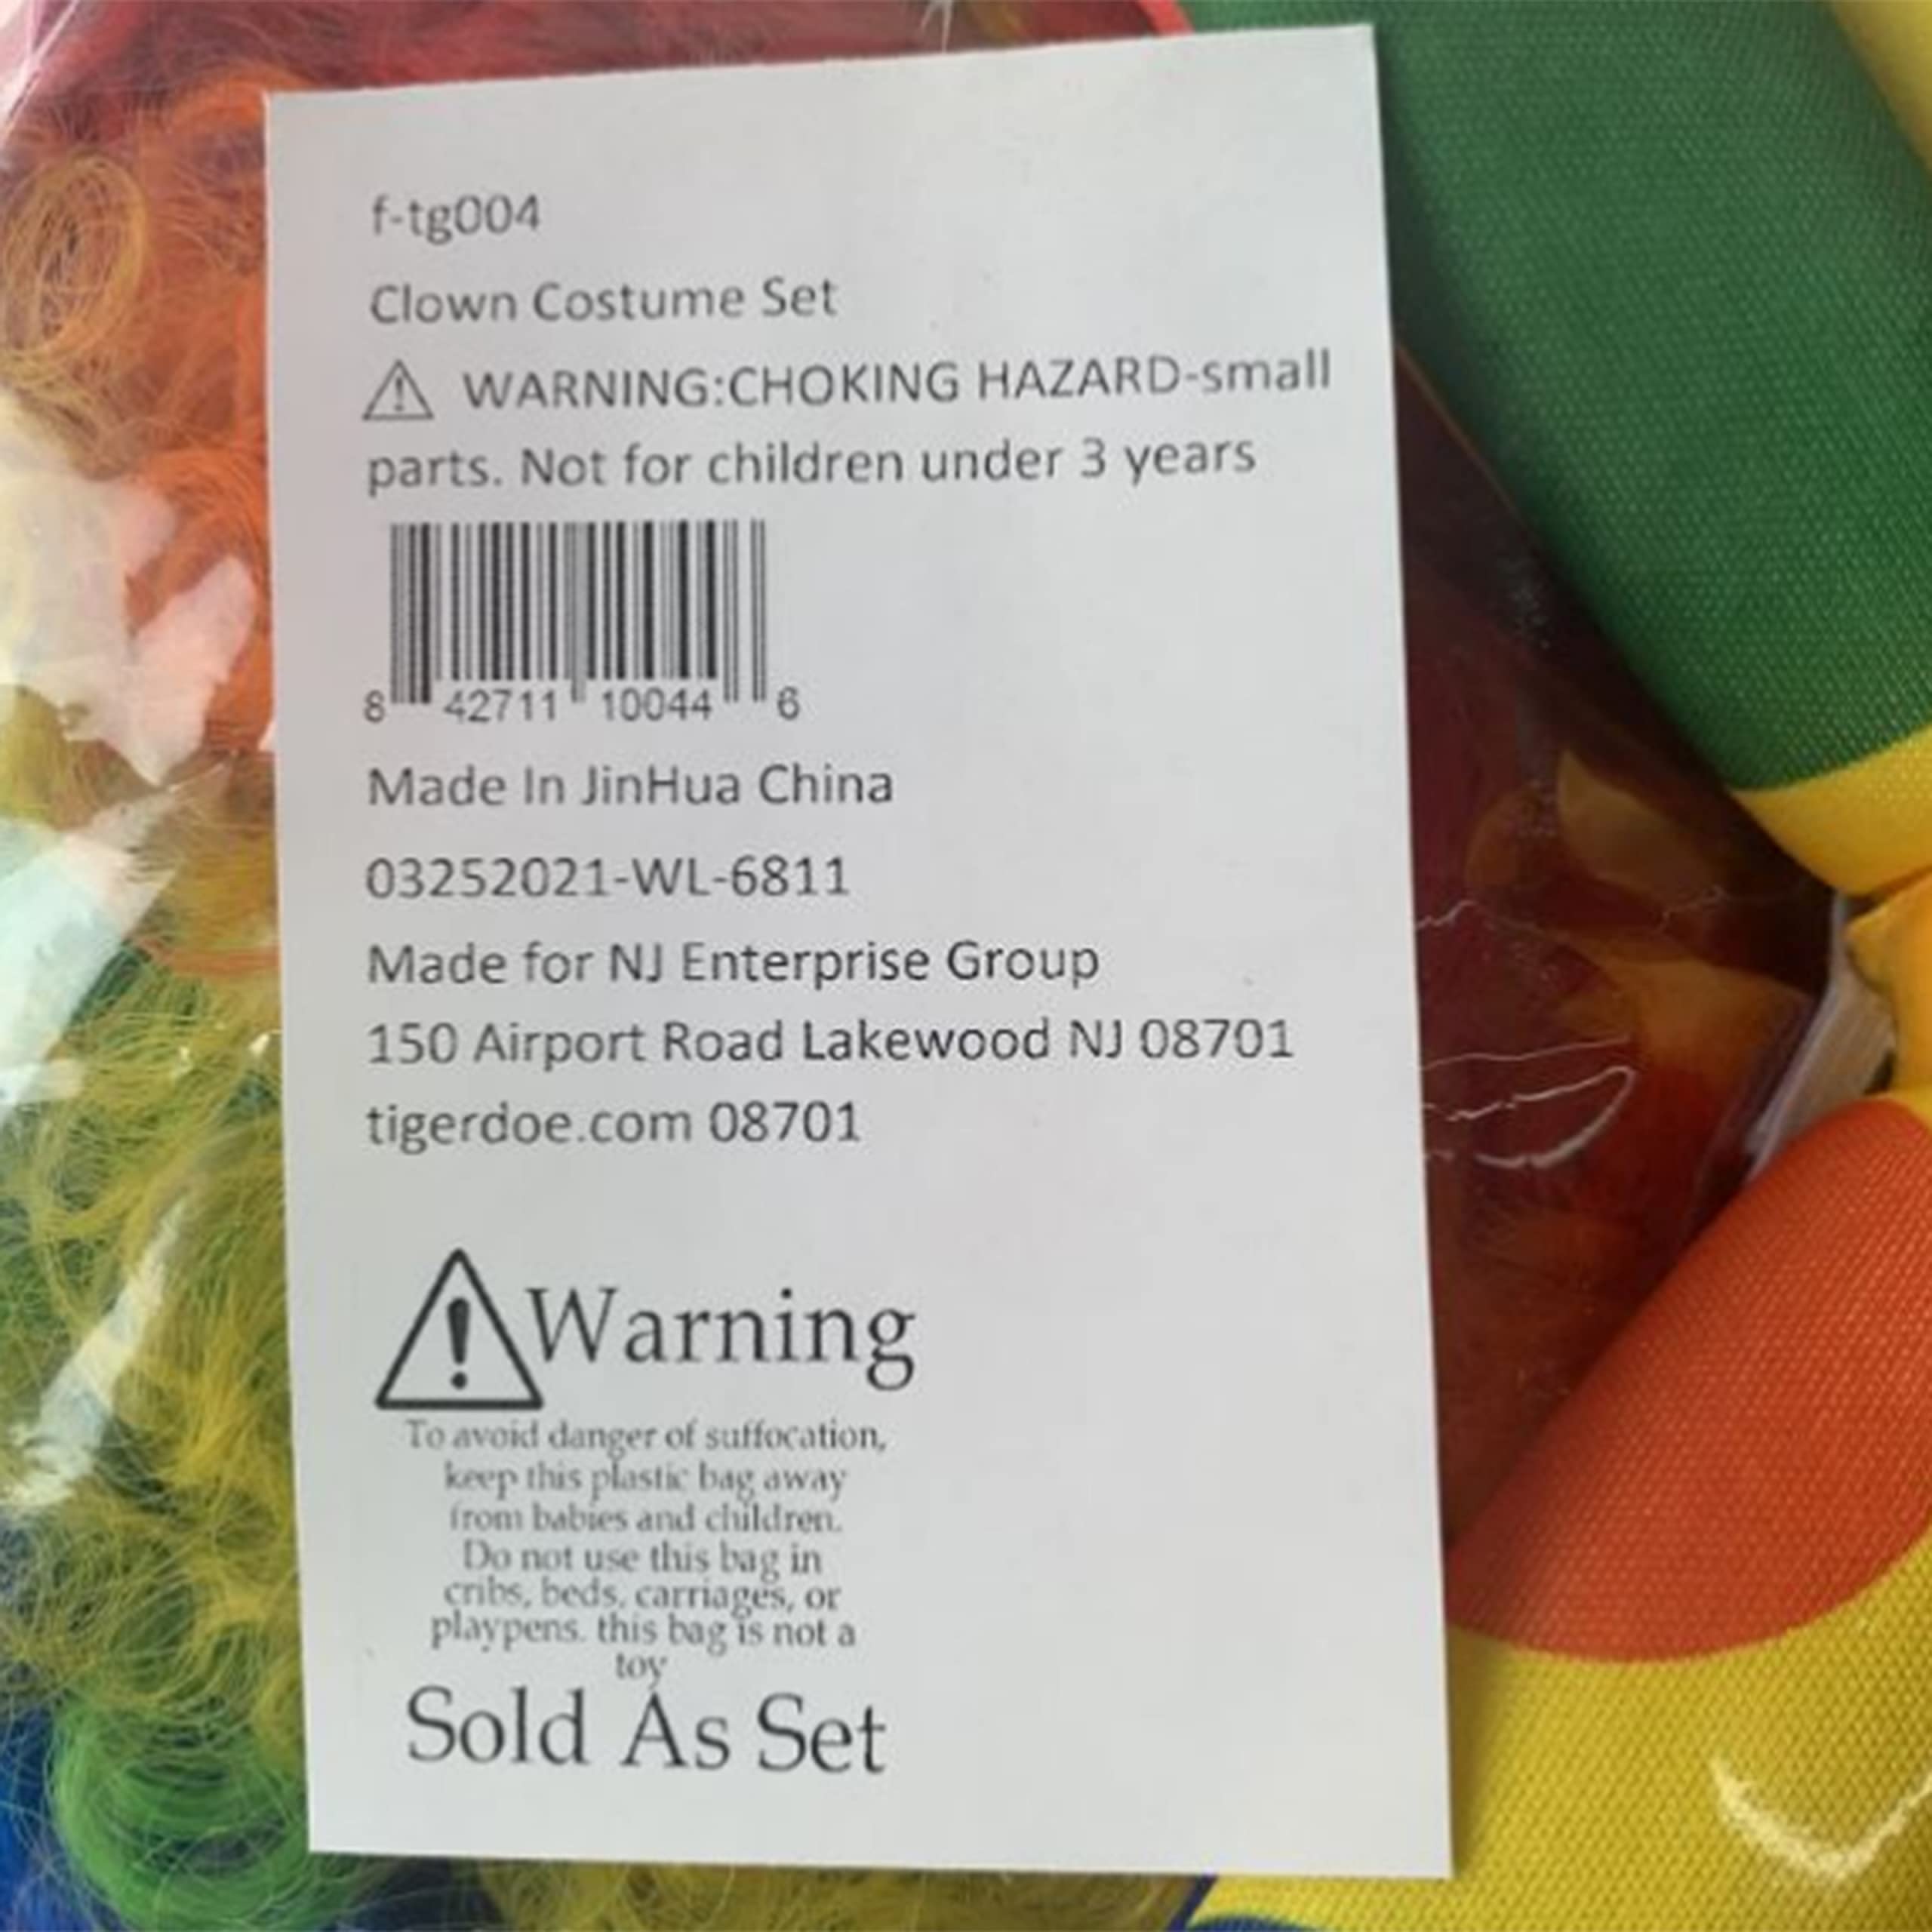 f-tg004
Clown Costume Set
⚠ WARNING:CHOKING HAZARD-small
parts. Not for children under 3 years
8 42711 10044 6
Made In JinHua China
03252021-WL-6811
Made for NJ Enterprise Group
150 Airport Road Lakewood NJ 08701
tigerdoe.com 08701
⚠Warning
To avoid danger of suffocation,
keep this plastic bag away
from babies and children.
Do not use this bag in
cribs, beds, carriages, or
playpens. this bag is not a
toy
Sold As Set